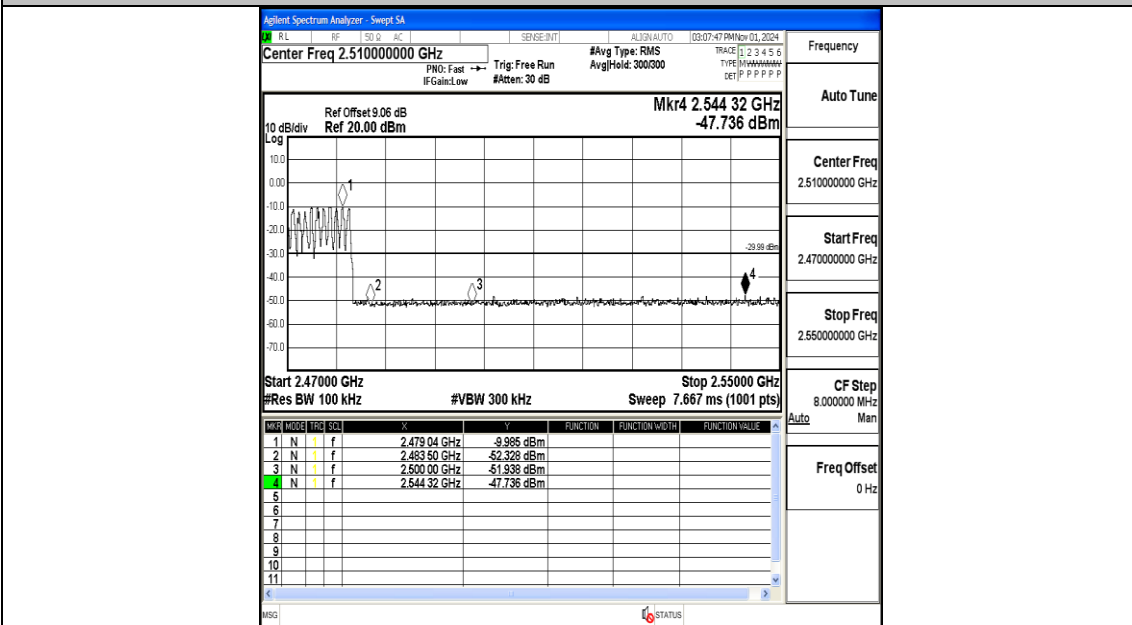 Agilent Spectrum Analyzer - Swept SA
RL RF 50 Ω AC SENSE:INT ALIGNAUTO 03:07:47 PM Nov 01, 2024
Center Freq 2.510000000 GHz
PNO: Fast
IFGain:Low
Trig: Free Run
#Atten: 30 dB
#Avg Type: RMS
Avg|Hold: 300/300
TRACE 1 2 3 4 5 6
TYPE
DET P P P P P P
Ref Offset 9.06 dB
Ref 20.00 dBm
10 dB/div
Log
Mkr4 2.544 32 GHz
-47.736 dBm
10.0
0.00
-10.0
-20.0
-30.0
-40.0
-50.0
-60.0
-70.0
1
2
3
4
-29.99 dBm
Start 2.47000 GHz
Stop 2.55000 GHz
#Res BW 100 kHz
#VBW 300 kHz
Sweep 7.667 ms (1001 pts)
MKR MODE TRC SCL X Y FUNCTION FUNCTION WIDTH FUNCTION VALUE
1 N 1 f 2.479 04 GHz -9.985 dBm
2 N 1 f 2.483 50 GHz -52.328 dBm
3 N 1 f 2.500 00 GHz -51.938 dBm
4 N 1 f 2.544 32 GHz -47.736 dBm
5
6
7
8
9
10
11
MSG
STATUS
Frequency
Auto Tune
Center Freq
2.510000000 GHz
Start Freq
2.470000000 GHz
Stop Freq
2.550000000 GHz
CF Step
8.000000 MHz
Auto Man
Freq Offset
0 Hz